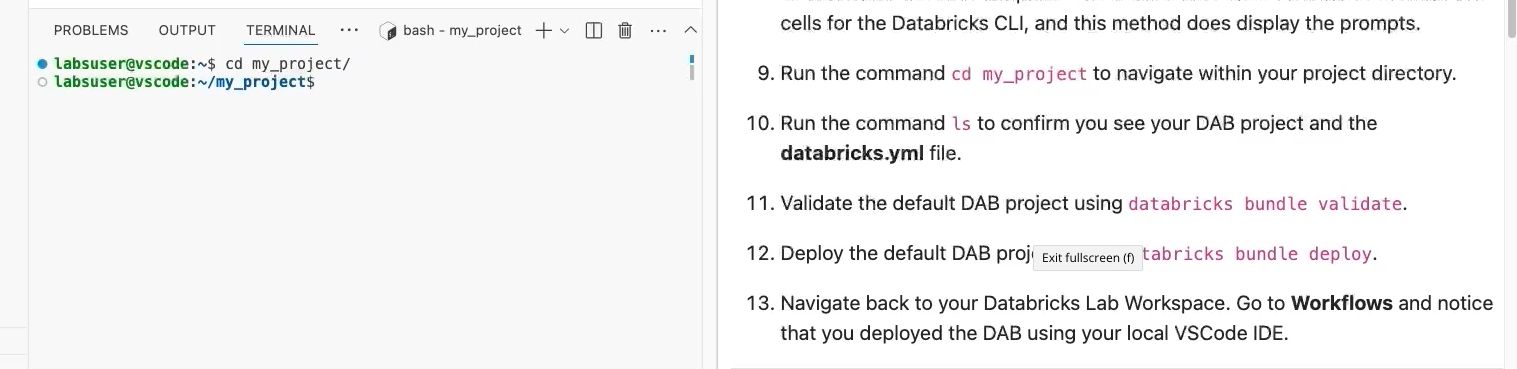 PROBLEMS OUTPUT TERMINAL ... bash - my_project ...
labsuser@vscode:~$ cd my_project/
labsuser@vscode:~/my_project$
cells for the Databricks CLI, and this method does display the prompts.
9. Run the command cd my_project to navigate within your project directory.
10. Run the command ls to confirm you see your DAB project and the
databricks.yml file.
11. Validate the default DAB project using databricks bundle validate.
12. Deploy the default DAB proj Exit fullscreen (f) tabricks bundle deploy.
13. Navigate back to your Databricks Lab Workspace. Go to Workflows and notice
that you deployed the DAB using your local VSCode IDE.